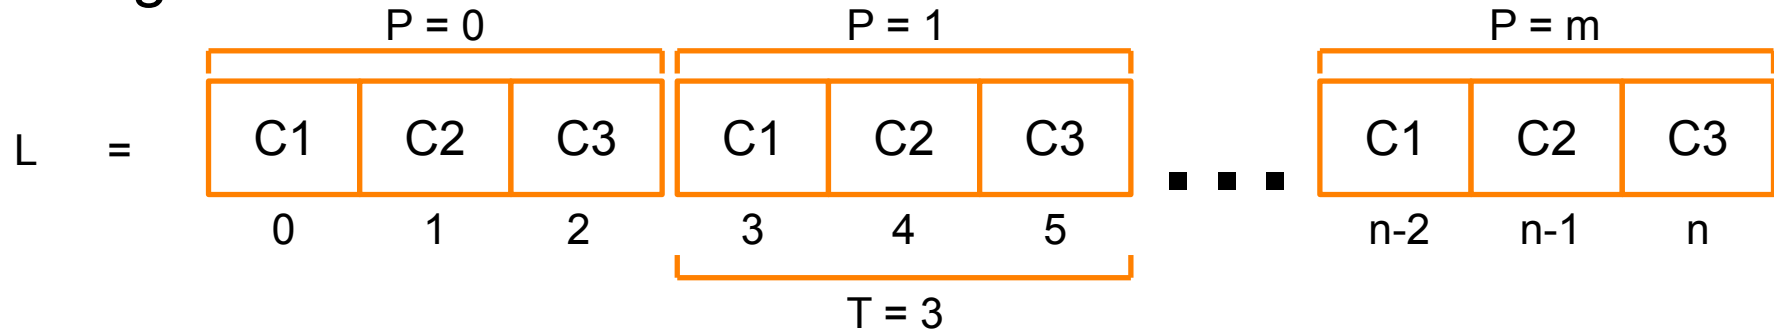 P = 0 P = 1 P = m
L = C1 C2 C3 C1 C2 C3 ... C1 C2 C3
0 1 2 3 4 5 n-2 n-1 n
T = 3